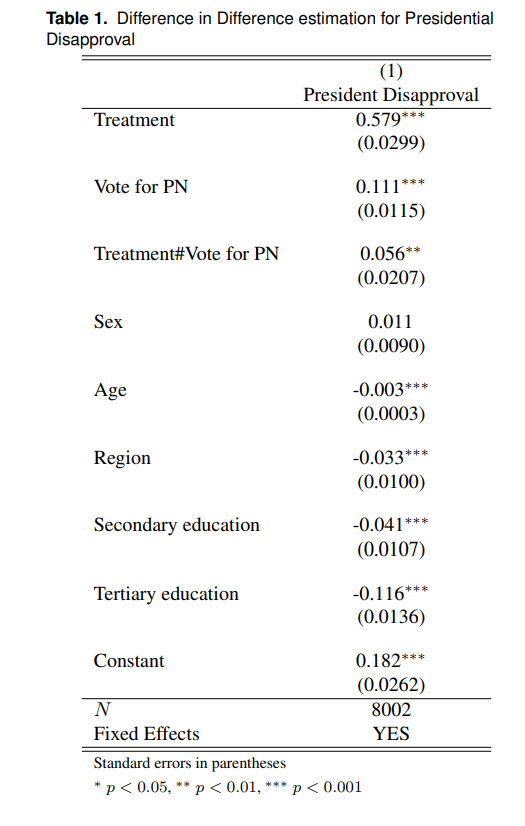 Table 1. Difference in Difference estimation for Presidential
Disapproval
(1)
President Disapproval
Treatment 0.579***
(0.0299)
Vote for PN 0.111***
(0.0115)
Treatment#Vote for PN 0.056**
(0.0207)
Sex 0.011
(0.0090)
Age -0.003***
(0.0003)
Region -0.033***
(0.0100)
Secondary education -0.041***
(0.0107)
Tertiary education -0.116***
(0.0136)
Constant 0.182***
(0.0262)
N 8002
Fixed Effects YES
Standard errors in parentheses
* p < 0.05, ** p < 0.01, *** p < 0.001